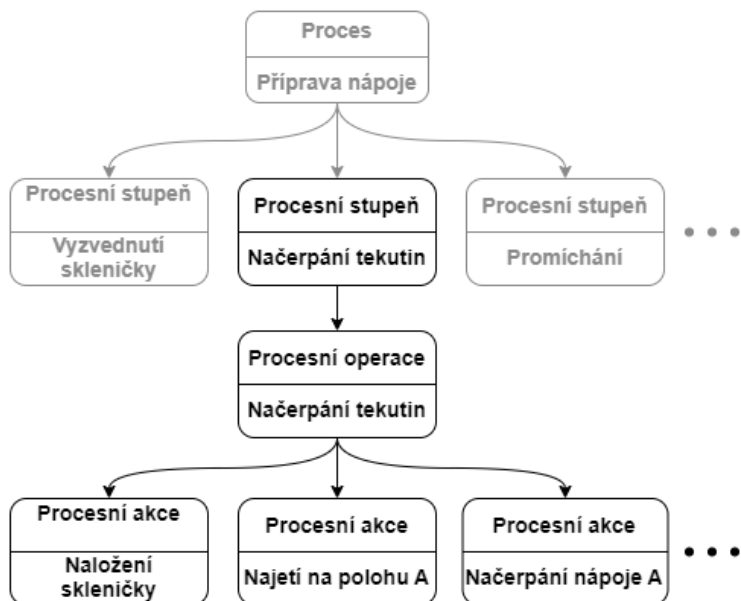 Proces
Příprava nápoje
Procesní stupeň
Vyzvednutí
skleničky
Procesní stupeň
Načerpání tekutin
Procesní stupeň
Promíchání
Procesní operace
Načerpání tekutin
Procesní akce
Naložení
skleničky
Procesní akce
Najetí na polohu A
Procesní akce
Načerpání nápoje A